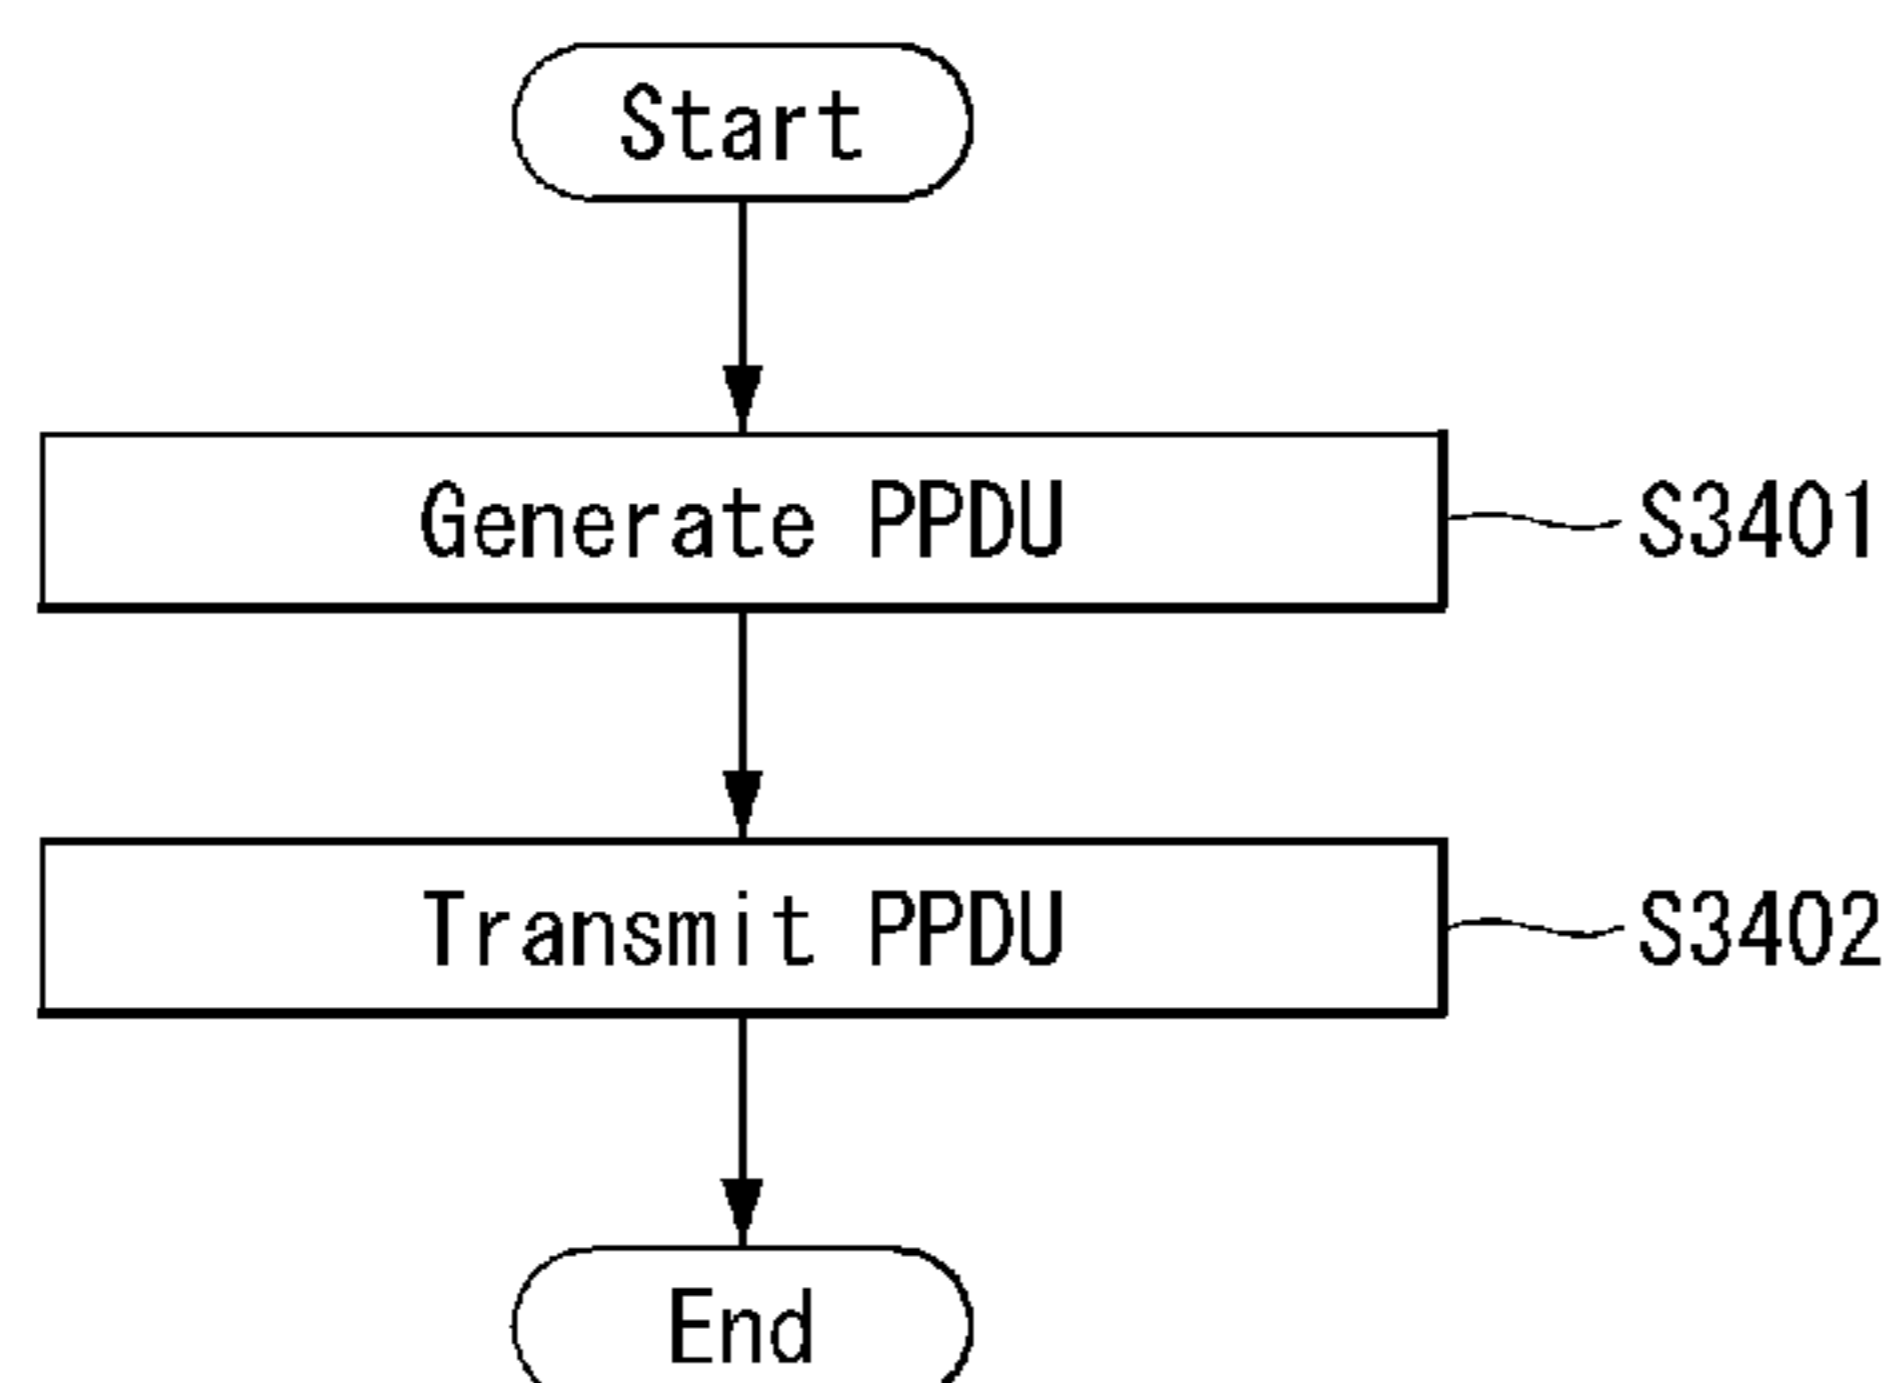 Start
Generate PPDU
S3401
Transmit PPDU
S3402
End